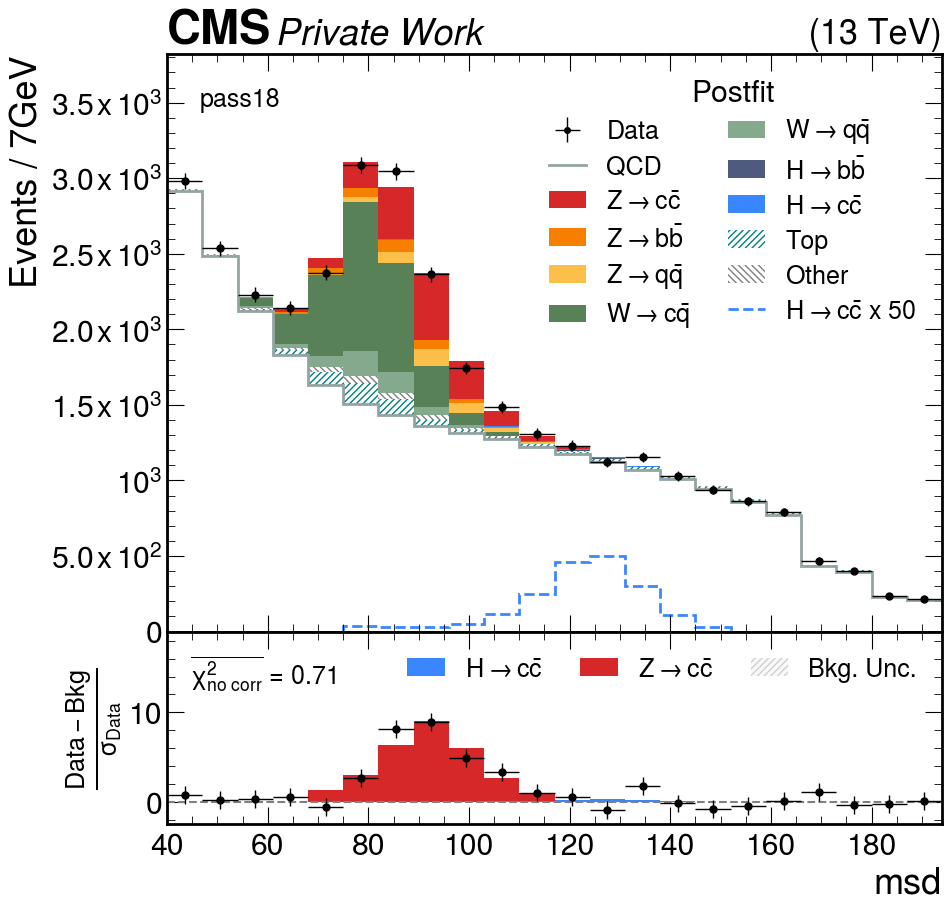 CMS Private Work (13 TeV)
Events / 7GeV
3.5 x 10³
3.0 x 10³
2.5 x 10³
2.0 x 10³
1.5 x 10³
10³
5.0 x 10²
0
pass18
Postfit
Data
QCD
Z → cc̄
Z → bb̄
Z → qq̄
W → cq̄
W → qq̄
H → bb̄
H → cc̄
Top
Other
H → cc̄ x 50
Data – Bkg
σData
χ²no corr = 0.71
H → cc̄
Z → cc̄
Bkg. Unc.
10
0
40 60 80 100 120 140 160 180
msd